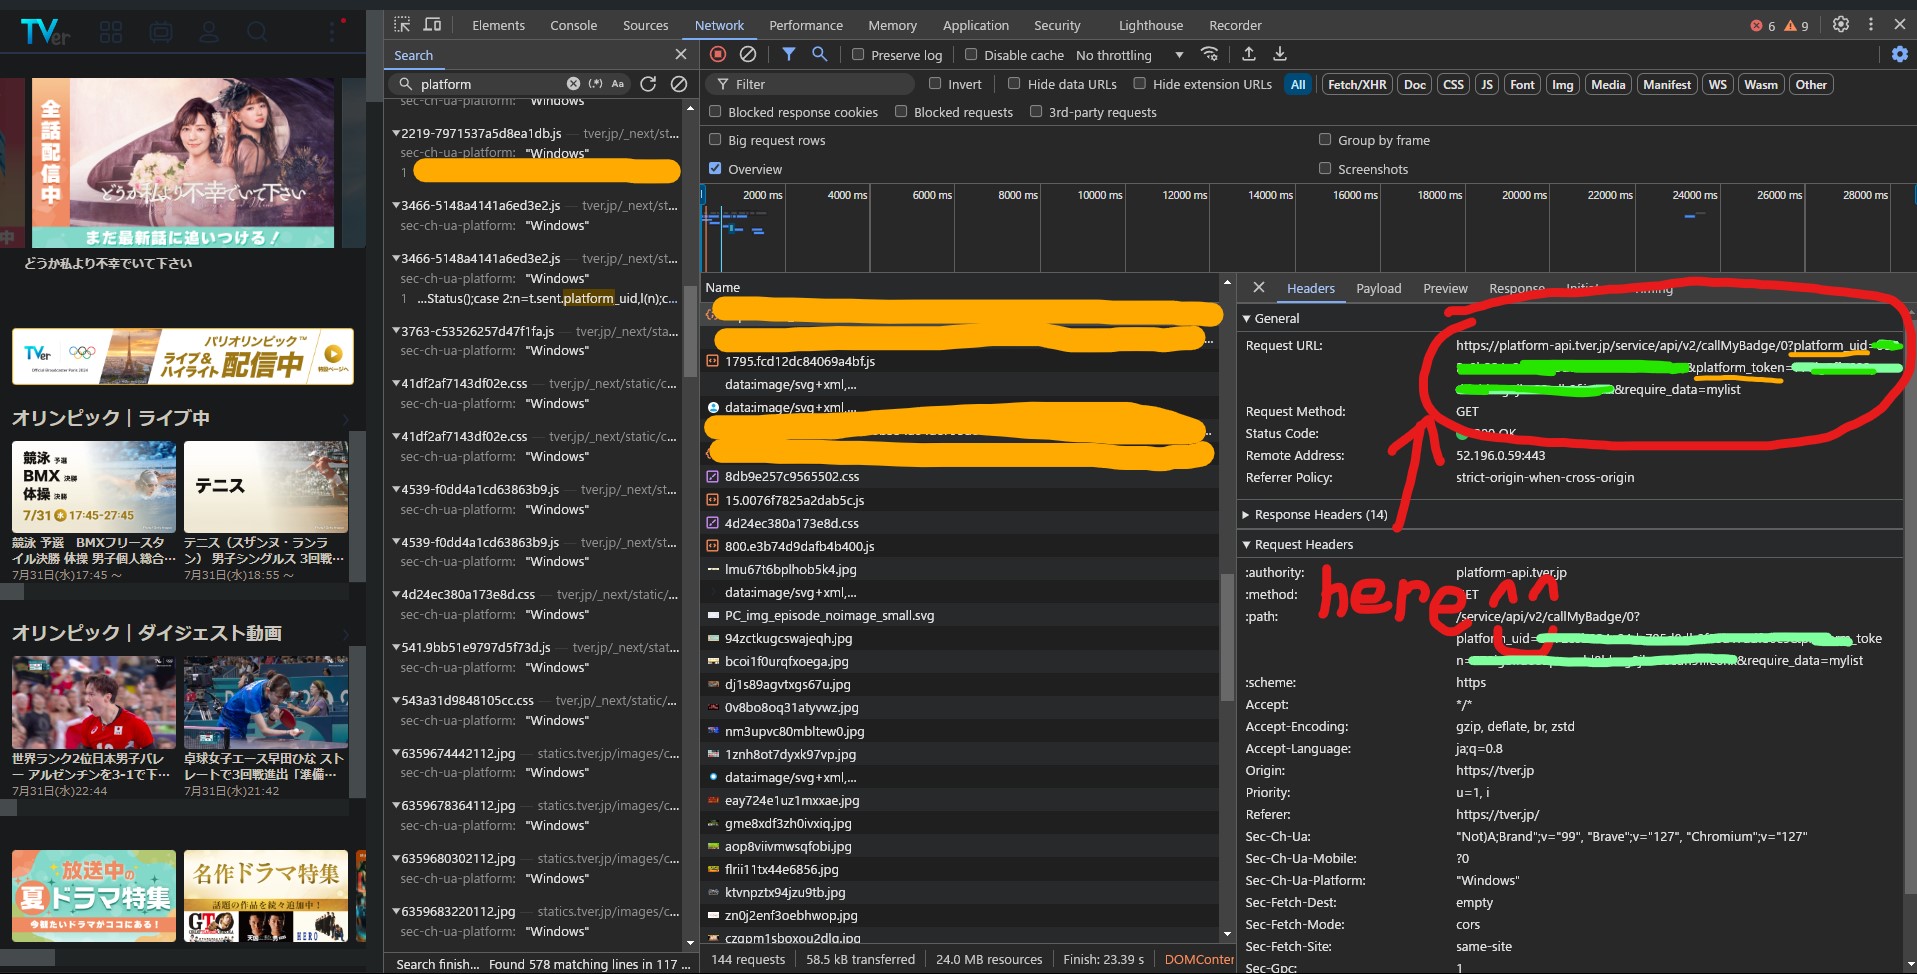 TVer
全話配信中
どうか私より不幸でいて下さい
まだ最新話に追いつける！
どうか私より不幸でいて下さい
TVer
Official Broadcaster Paris 2024
パリオリンピック™
ライブ&
ハイライト 配信中
特設ページへ
オリンピック｜ライブ中
競泳 予選
BMX 決勝
体操 決勝
7/31 水 17:45-27:45
テニス
競泳 予選　BMXフリースタ
イル決勝 体操 男子個人総合…
7月31日(水)17:45 ～
テニス（スザンヌ・ランラ
ン） 男子シングルス 3回戦…
7月31日(水)18:55 ～
オリンピック｜ダイジェスト動画
世界ランク2位日本男子バレ
ー アルゼンチンを3-1で下…
7月31日(水)22:44
卓球女子エース早田ひな スト
レートで3回戦進出「準備…
7月31日(水)21:42
放送中の
夏ドラマ特集
今観たいドラマがココにある！
名作ドラマ特集
話題の作品を続々追加中！
GTO
HERO
Elements Console Sources Network Performance Memory Application Security Lighthouse Recorder
6 9
Search
platform
(.*) Aa
sec-ch-ua-platform: "Windows"
2219-7971537a5d8ea1db.js — tver.jp/_next/st...
sec-ch-ua-platform: "Windows"
1
3466-5148a4141a6ed3e2.js — tver.jp/_next/st...
sec-ch-ua-platform: "Windows"
3466-5148a4141a6ed3e2.js — tver.jp/_next/st...
sec-ch-ua-platform: "Windows"
1 ...Status();case 2:n=t.sent.platform_uid,l(n);c...
3763-c53526257d47f1fa.js — tver.jp/_next/sta...
sec-ch-ua-platform: "Windows"
41df2af7143df02e.css — tver.jp/_next/static/c...
sec-ch-ua-platform: "Windows"
41df2af7143df02e.css — tver.jp/_next/static/c...
sec-ch-ua-platform: "Windows"
4539-f0dd4a1cd63863b9.js — tver.jp/_next/st...
sec-ch-ua-platform: "Windows"
4539-f0dd4a1cd63863b9.js — tver.jp/_next/st...
sec-ch-ua-platform: "Windows"
4d24ec380a173e8d.css — tver.jp/_next/static/...
sec-ch-ua-platform: "Windows"
541.9bb51e9797d5f73d.js — tver.jp/_next/stat...
sec-ch-ua-platform: "Windows"
543a31d9848105cc.css — tver.jp/_next/static/...
sec-ch-ua-platform: "Windows"
6359674442112.jpg — statics.tver.jp/images/c...
sec-ch-ua-platform: "Windows"
6359678364112.jpg — statics.tver.jp/images/c...
sec-ch-ua-platform: "Windows"
6359680302112.jpg — statics.tver.jp/images/c...
sec-ch-ua-platform: "Windows"
6359683220112.jpg — statics.tver.jp/images/c...
sec-ch-ua-platform: "Windows"
Search finish... Found 578 matching lines in 117 ...
Preserve log Disable cache No throttling
Filter Invert Hide data URLs Hide extension URLs All Fetch/XHR Doc CSS JS Font Img Media Manifest WS Wasm Other
Blocked response cookies Blocked requests 3rd-party requests
Big request rows Group by frame
Overview Screenshots
2000 ms 4000 ms 6000 ms 8000 ms 10000 ms 12000 ms 14000 ms 16000 ms 18000 ms 20000 ms 22000 ms 24000 ms 26000 ms 28000 ms
Name
1795.fcd12dc84069a4bf.js
data:image/svg+xml,...
data:image/svg+xml,...
8db9e257c9565502.css
15.0076f7825a2dab5c.js
4d24ec380a173e8d.css
800.e3b74d9dafb4b400.js
lmu67t6bplhob5k4.jpg
data:image/svg+xml,...
PC_img_episode_noimage_small.svg
94zctkugcswajeqh.jpg
bcoi1f0urqfxoega.jpg
dj1s89agvtxgs67u.jpg
0v8bo8oq31atyvwz.jpg
nm3upvc80mbltew0.jpg
1znh8ot7dyxk97vp.jpg
data:image/svg+xml,...
eay724e1uz1mxxae.jpg
gme8xdf3zh0ivxiq.jpg
aop8viivmwsqfobi.jpg
flrii11tx44e6856.jpg
ktvnpztx94jzu9tb.jpg
zn0j2enf3oebhwop.jpg
czqpm1sboxou2dlq.jpg
144 requests 58.5 kB transferred 24.0 MB resources Finish: 23.39 s DOMConter
Headers Payload Preview Response
General
Request URL: https://platform-api.tver.jp/service/api/v2/callMyBadge/0?platform_uid=
&platform_token=
&require_data=mylist
Request Method: GET
Status Code: 200 OK
Remote Address: 52.196.0.59:443
Referrer Policy: strict-origin-when-cross-origin
Response Headers (14)
Request Headers
:authority: platform-api.tver.jp
:method: GET
:path: /service/api/v2/callMyBadge/0?
platform_uid= _toke
n= &require_data=mylist
here ^^
:scheme: https
Accept: */*
Accept-Encoding: gzip, deflate, br, zstd
Accept-Language: ja;q=0.8
Origin: https://tver.jp
Priority: u=1, i
Referer: https://tver.jp/
Sec-Ch-Ua: "Not)A;Brand";v="99", "Brave";v="127", "Chromium";v="127"
Sec-Ch-Ua-Mobile: ?0
Sec-Ch-Ua-Platform: "Windows"
Sec-Fetch-Dest: empty
Sec-Fetch-Mode: cors
Sec-Fetch-Site: same-site
Sec-Gpc: 1